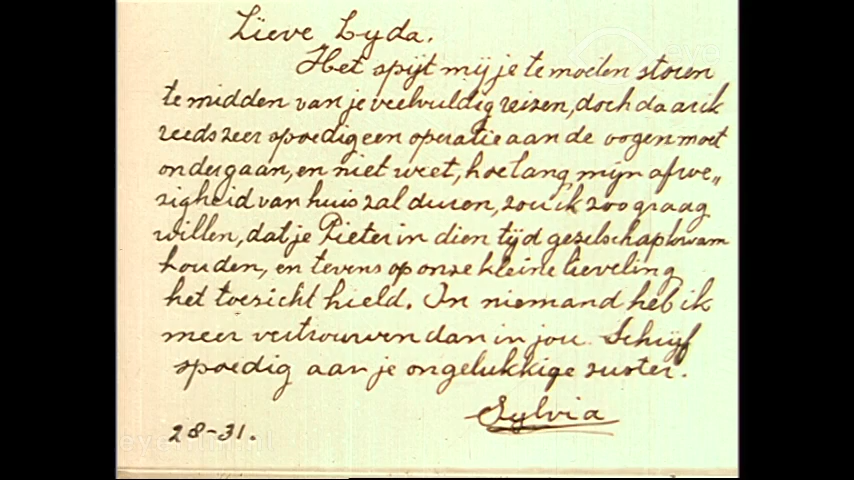 Lieve Lyda.
Het spijt mij je te moeten storen
te midden van je veelvuldig reizen, doch daar ik
reeds zeer spoedig een operatie aan de oogen moet
ondergaan, en niet weet, hoe lang mijn afwe„
zigheid van huis zal duren, zou ik zoo graag
willen, dat je Pieter in dien tijd gezelschap kwam
houden, en tevens op onze kleine lieveling
het toezicht hield. In niemand heb ik
meer vertrouwen dan in jou. Schrijf
spoedig aan je ongelukkige zuster.
Sylvia
28-31.
eye